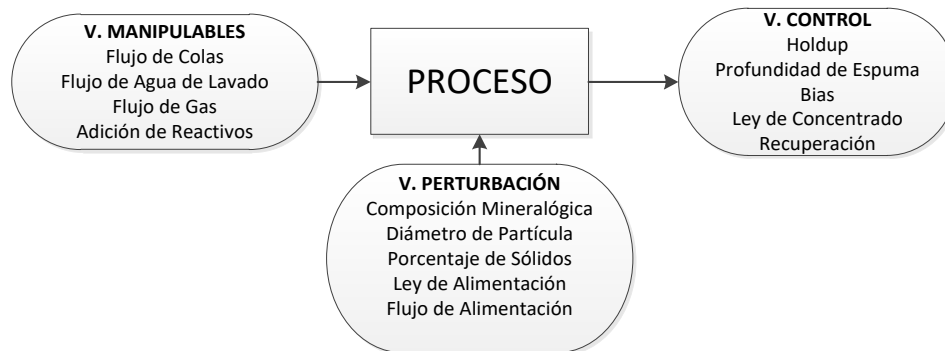 V. MANIPULABLES
Flujo de Colas
Flujo de Agua de Lavado
Flujo de Gas
Adición de Reactivos
PROCESO
V. CONTROL
Holdup
Profundidad de Espuma
Bias
Ley de Concentrado
Recuperación
V. PERTURBACIÓN
Composición Mineralógica
Diámetro de Partícula
Porcentaje de Sólidos
Ley de Alimentación
Flujo de Alimentación